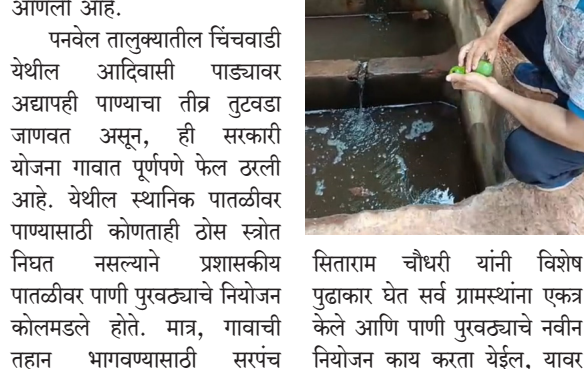 आणली आहे.
पनवेल तालुक्यातील चिंचवाडी
येथील आदिवासी पाड्यावर
अद्यापही पाण्याचा तीव्र तुटवडा
जाणवत असून, ही सरकारी
योजना गावात पूर्णपणे फेल ठरली
आहे. येथील स्थानिक पातळीवर
पाण्यासाठी कोणताही ठोस स्त्रोत
निघत नसल्याने प्रशासकीय
पातळीवर पाणी पुरवठ्याचे नियोजन
कोलमडले होते. मात्र, गावाची
तहान भागवण्यासाठी सरपंच
सिताराम चौधरी यांनी विशेष
पुढाकार घेत सर्व ग्रामस्थांना एकत्र
केले आणि पाणी पुरवठ्याचे नवीन
नियोजन काय करता येईल, यावर